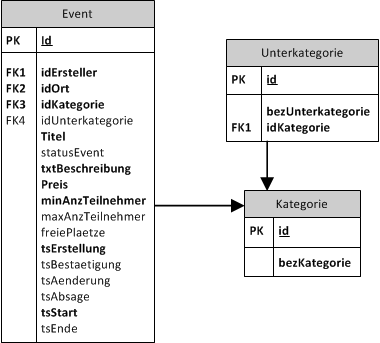 Event
PK Id
FK1 idErsteller
FK2 idOrt
FK3 idKategorie
FK4 idUnterkategorie
Titel
statusEvent
txtBeschreibung
Preis
minAnzTeilnehmer
maxAnzTeilnehmer
freiePlaetze
tsErstellung
tsBestaetigung
tsAenderung
tsAbsage
tsStart
tsEnde
Unterkategorie
PK id
bezUnterkategorie
FK1 idKategorie
Kategorie
PK id
bezKategorie